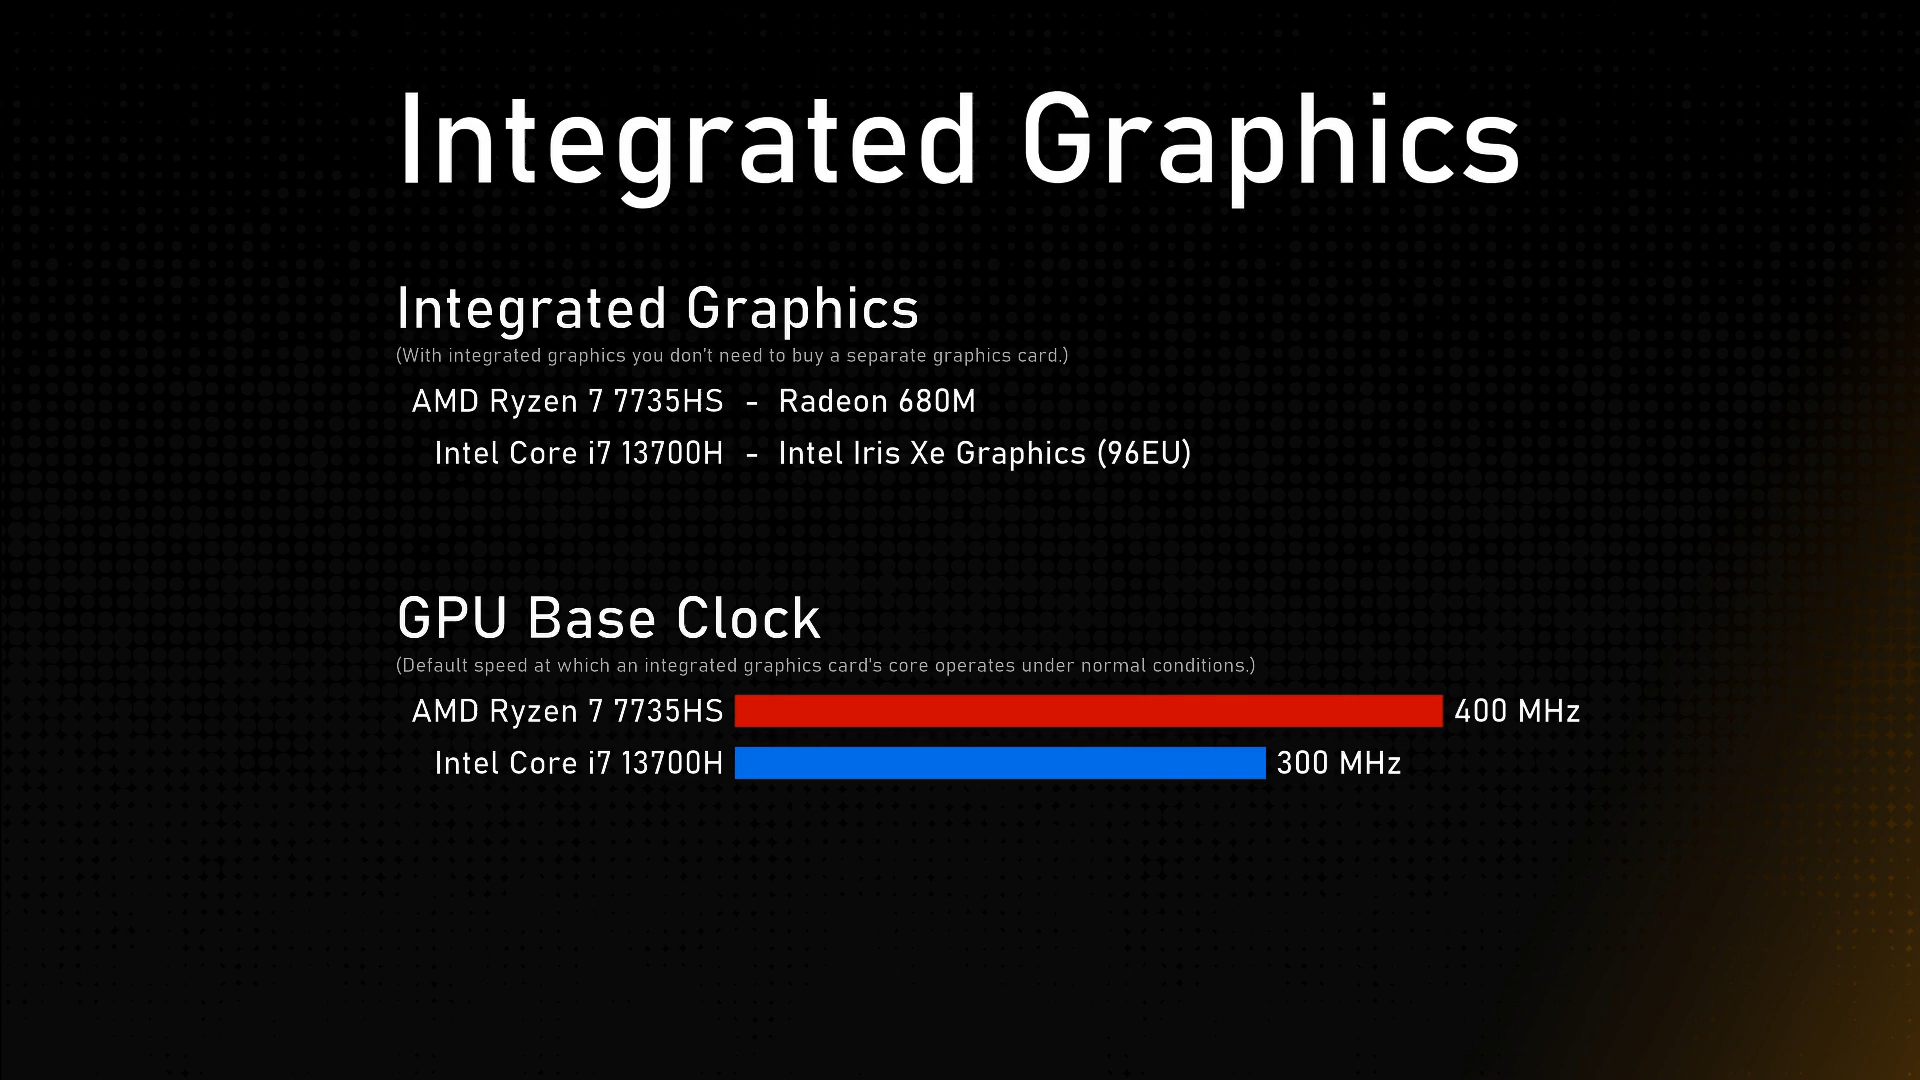 Integrated Graphics
Integrated Graphics
(With integrated graphics you don't need to buy a separate graphics card.)
AMD Ryzen 7 7735HS - Radeon 680M
Intel Core i7 13700H - Intel Iris Xe Graphics (96EU)
GPU Base Clock
(Default speed at which an integrated graphics card's core operates under normal conditions.)
AMD Ryzen 7 7735HS 400 MHz
Intel Core i7 13700H 300 MHz